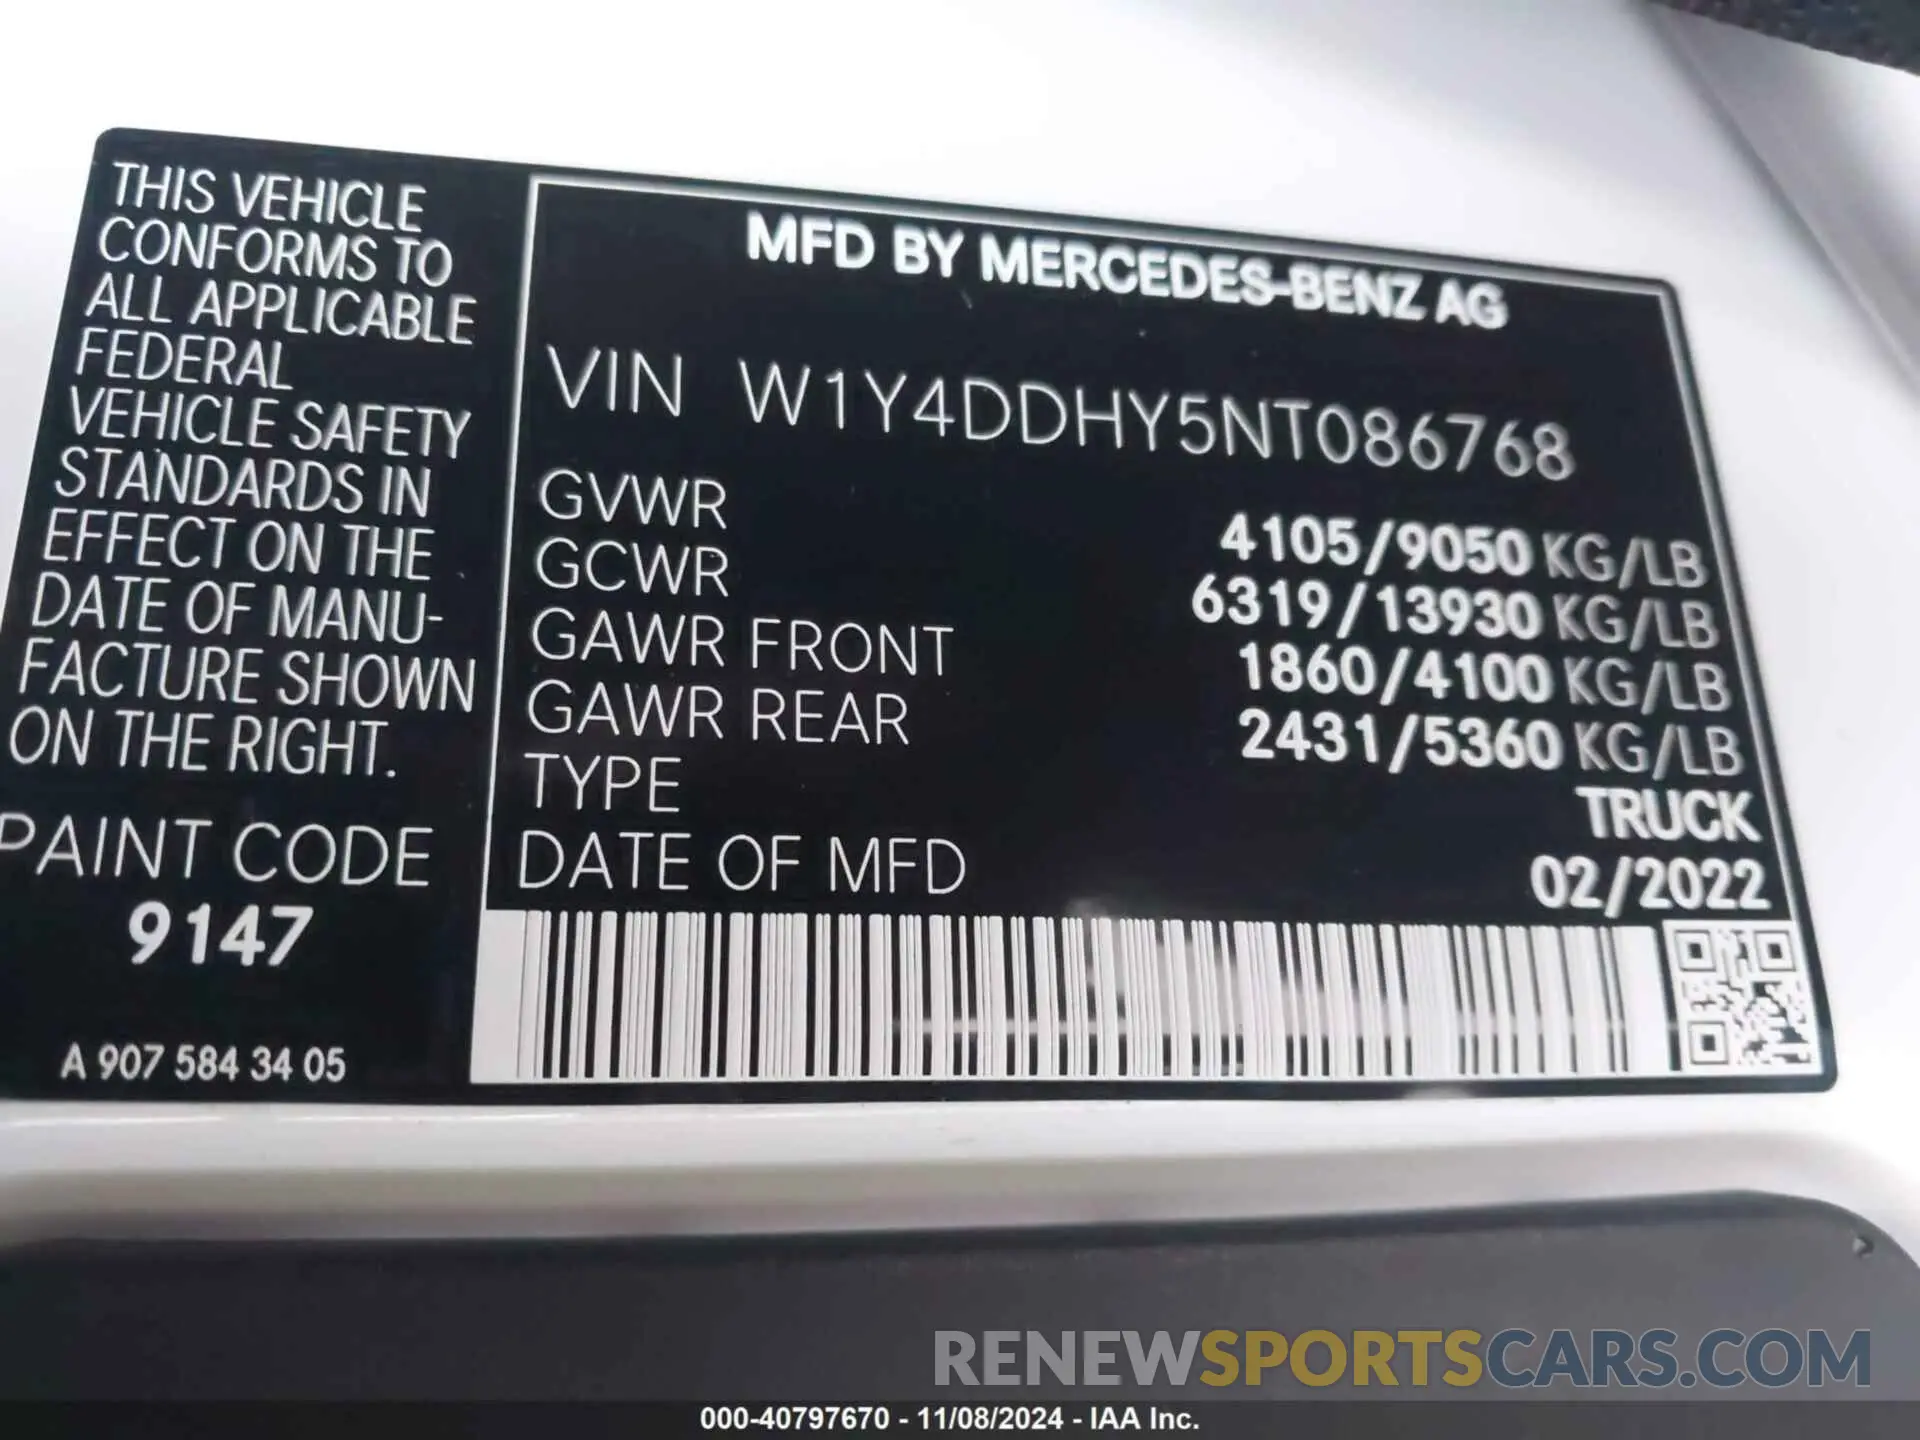 THIS VEHICLE
CONFORMS TO
ALL APPLICABLE
FEDERAL
VEHICLE SAFETY
STANDARDS IN
EFFECT ON THE
DATE OF MANU-
FACTURE SHOWN
ON THE RIGHT.
PAINT CODE
9147
A 907 584 34 05
MFD BY MERCEDES-BENZ AG
VIN W1Y4DDHY5NT086768
GVWR 4105/9050 KG/LB
GCWR 6319/13930 KG/LB
GAWR FRONT 1860/4100 KG/LB
GAWR REAR 2431/5360 KG/LB
TYPE TRUCK
DATE OF MFD 02/2022
RENEWSPORTSCARS.COM
000-40797670 - 11/08/2024 - IAA Inc.